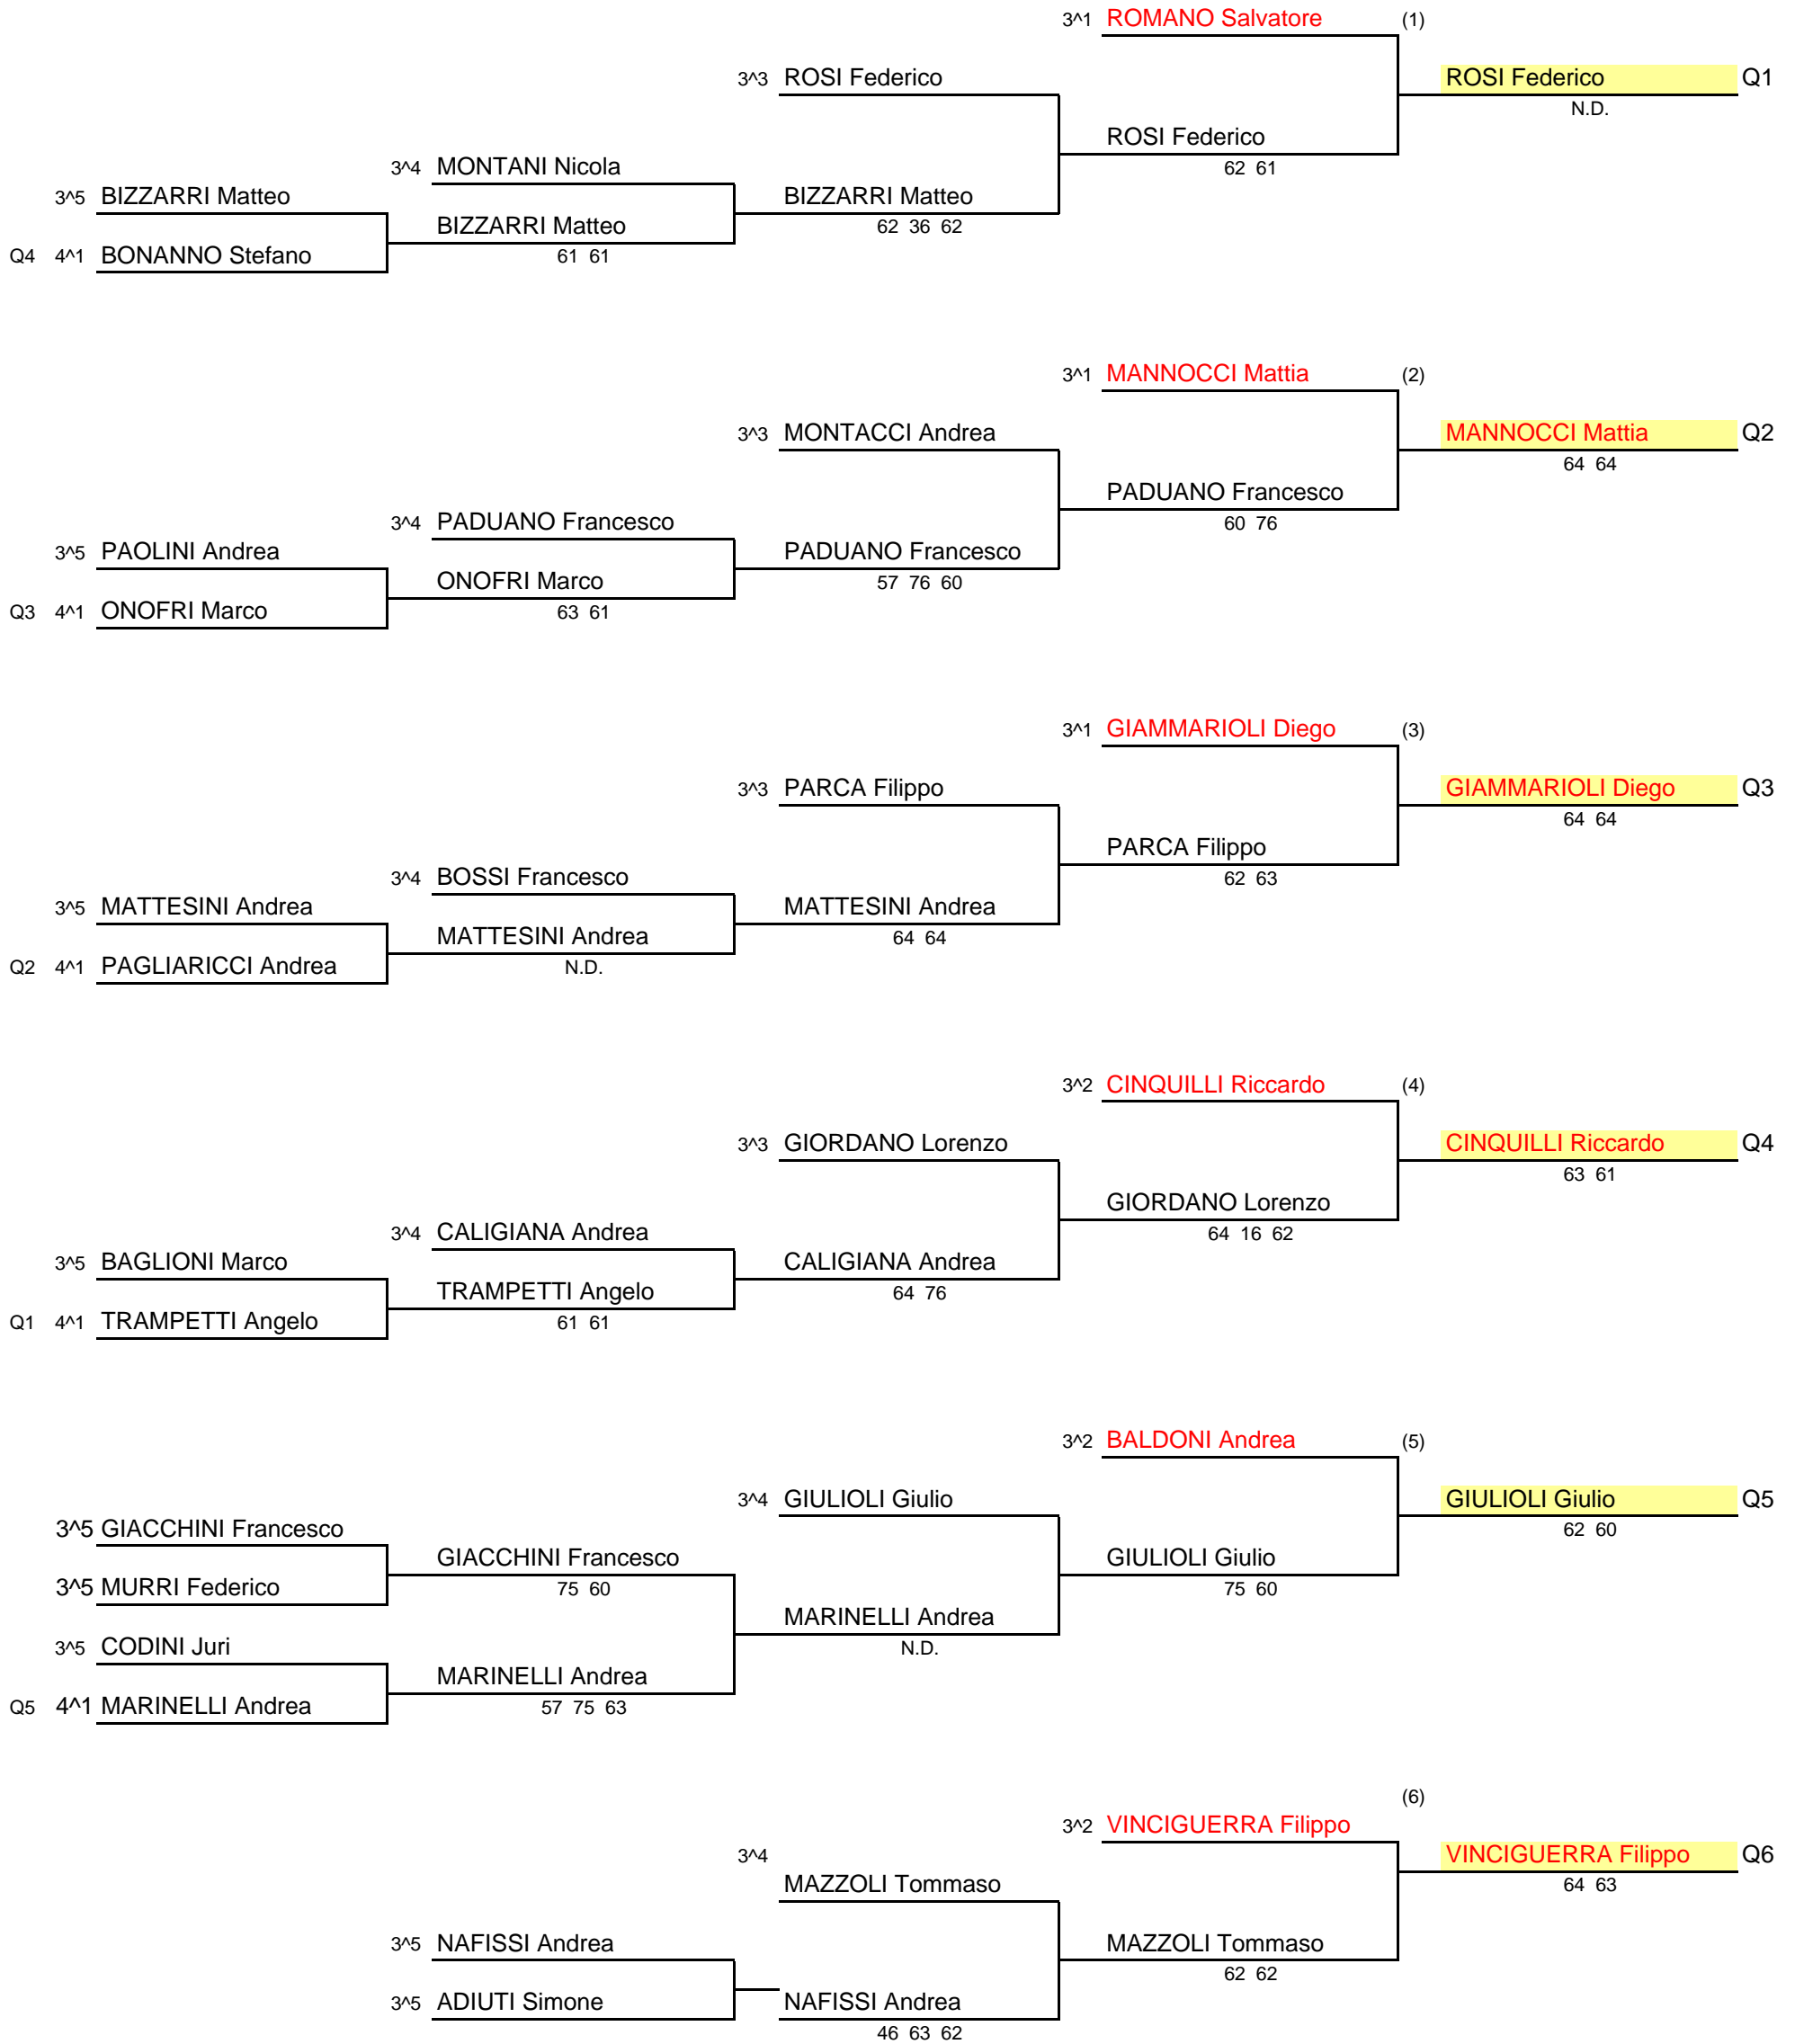 3^1 ROMANO Salvatore (1)
3^3 ROSI Federico ROSI Federico Q1
N.D.
ROSI Federico
3^4 MONTANI Nicola 62 61
3^5 BIZZARRI Matteo BIZZARRI Matteo
BIZZARRI Matteo 62 36 62
Q4 4^1 BONANNO Stefano 61 61
3^1 MANNOCCI Mattia (2)
3^3 MONTACCI Andrea MANNOCCI Mattia Q2
64 64
PADUANO Francesco
3^4 PADUANO Francesco 60 76
3^5 PAOLINI Andrea PADUANO Francesco
ONOFRI Marco 57 76 60
Q3 4^1 ONOFRI Marco 63 61
3^1 GIAMMARIOLI Diego (3)
3^3 PARCA Filippo GIAMMARIOLI Diego Q3
64 64
PARCA Filippo
3^4 BOSSI Francesco 62 63
3^5 MATTESINI Andrea MATTESINI Andrea
MATTESINI Andrea 64 64
Q2 4^1 PAGLIARICCI Andrea N.D.
3^2 CINQUILLI Riccardo (4)
3^3 GIORDANO Lorenzo CINQUILLI Riccardo Q4
63 61
GIORDANO Lorenzo
3^4 CALIGIANA Andrea 64 16 62
3^5 BAGLIONI Marco CALIGIANA Andrea
TRAMPETTI Angelo 64 76
Q1 4^1 TRAMPETTI Angelo 61 61
3^2 BALDONI Andrea (5)
3^4 GIULIOLI Giulio GIULIOLI Giulio Q5
3^5 GIACCHINI Francesco 62 60
GIACCHINI Francesco GIULIOLI Giulio
3^5 MURRI Federico 75 60 75 60
MARINELLI Andrea
3^5 CODINI Juri N.D.
MARINELLI Andrea
Q5 4^1 MARINELLI Andrea 57 75 63
(6)
3^2 VINCIGUERRA Filippo
3^4 VINCIGUERRA Filippo Q6
MAZZOLI Tommaso 64 63
3^5 NAFISSI Andrea MAZZOLI Tommaso
62 62
3^5 ADIUTI Simone NAFISSI Andrea
46 63 62